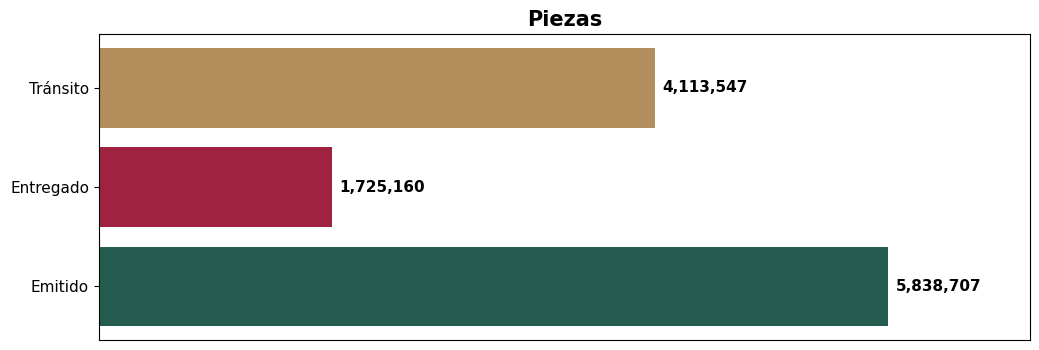 Piezas
Tránsito 4,113,547
Entregado 1,725,160
Emitido 5,838,707